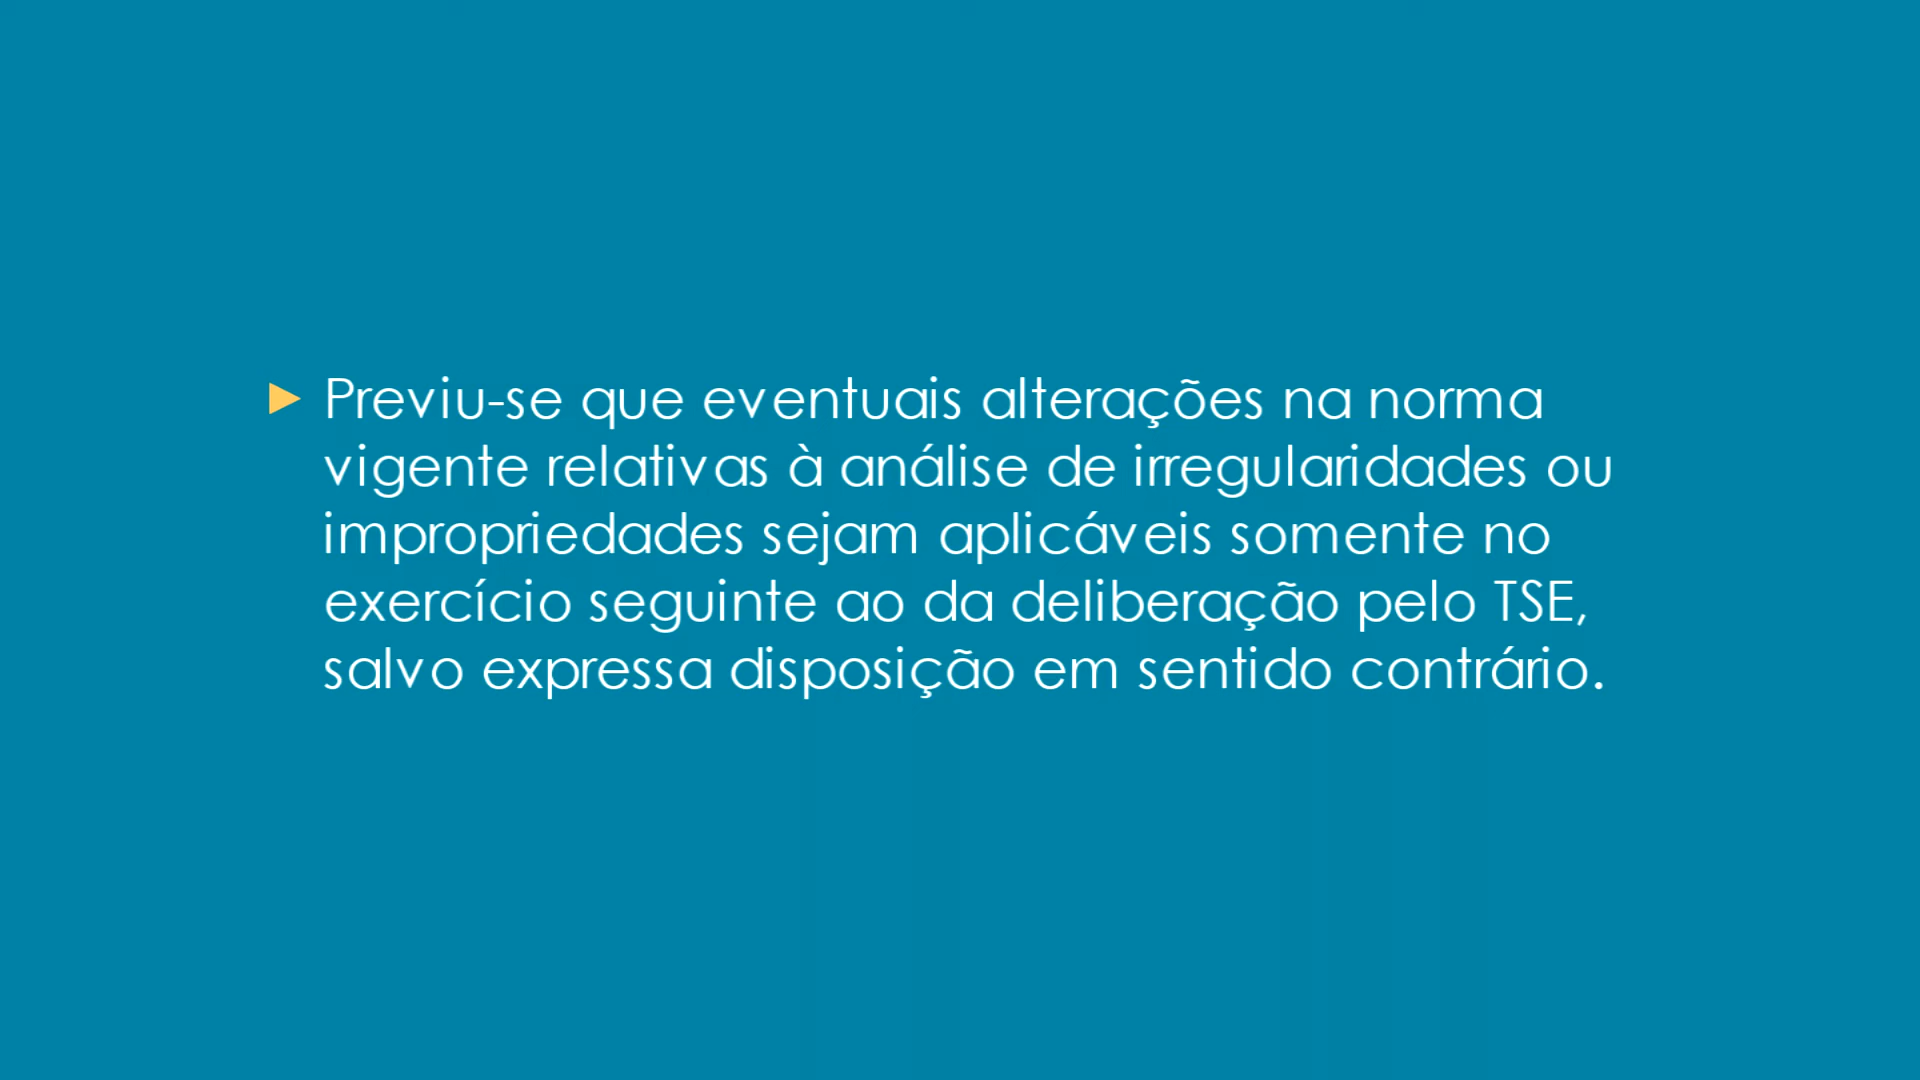 Previu-se que eventuais alterações na norma
vigente relativas à análise de irregularidades ou
impropriedades sejam aplicáveis somente no
exercício seguinte ao da deliberação pelo TSE,
salvo expressa disposição em sentido contrário.